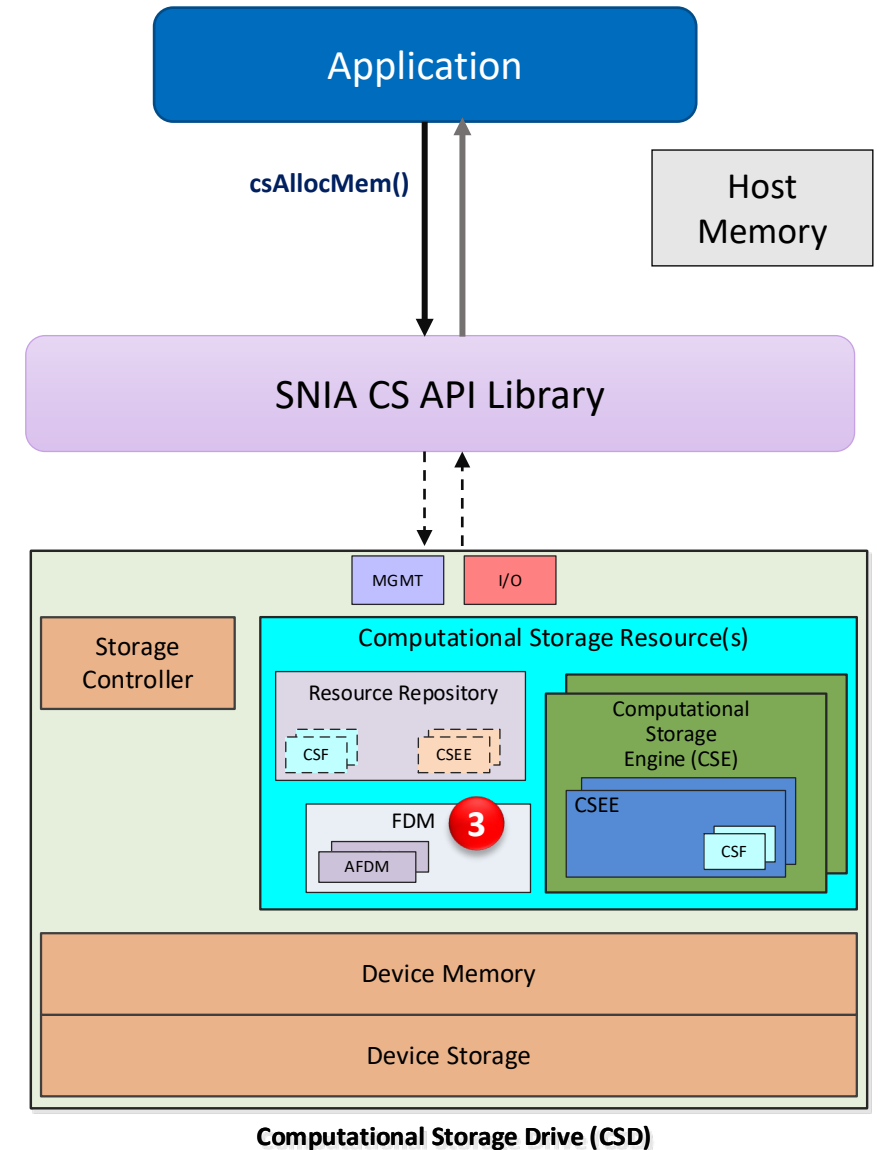 Application
csAllocMem()
Host
Memory
SNIA CS API Library
MGMT
I/O
Storage
Controller
Computational Storage Resource(s)
Resource Repository
CSF
CSEE
Computational
Storage
Engine (CSE)
CSEE
CSF
FDM
3
AFDM
Device Memory
Device Storage
Computational Storage Drive (CSD)